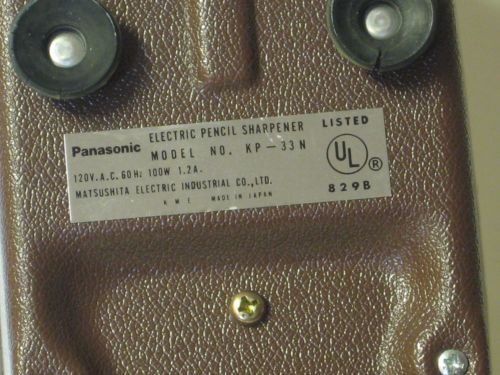 Panasonic ELECTRIC PENCIL SHARPENER
MODEL NO. KP-33N
120V.A.C.60Hz 100W 1.2A.
MATSUSHITA ELECTRIC INDUSTRIAL CO.,LTD.
K M E MADE IN JAPAN
LISTED
UL ®
829B